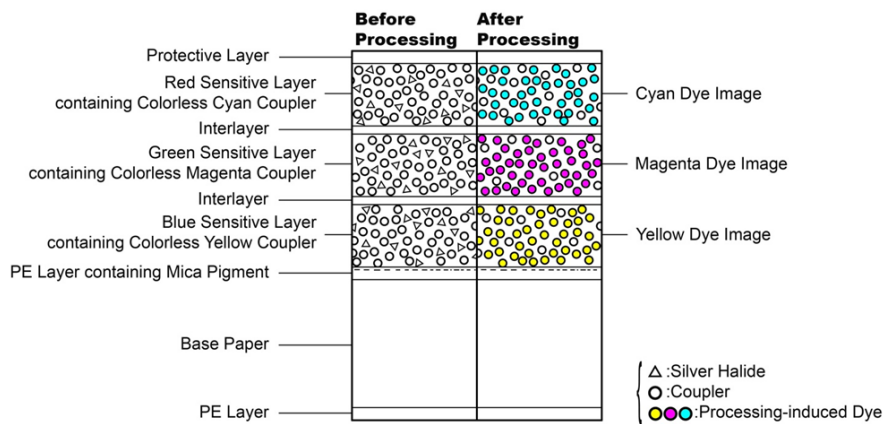 Before
Processing
After
Processing
Protective Layer
Red Sensitive Layer
containing Colorless Cyan Coupler
Cyan Dye Image
Interlayer
Green Sensitive Layer
containing Colorless Magenta Coupler
Magenta Dye Image
Interlayer
Blue Sensitive Layer
containing Colorless Yellow Coupler
Yellow Dye Image
PE Layer containing Mica Pigment
Base Paper
PE Layer
:Silver Halide
:Coupler
:Processing-induced Dye